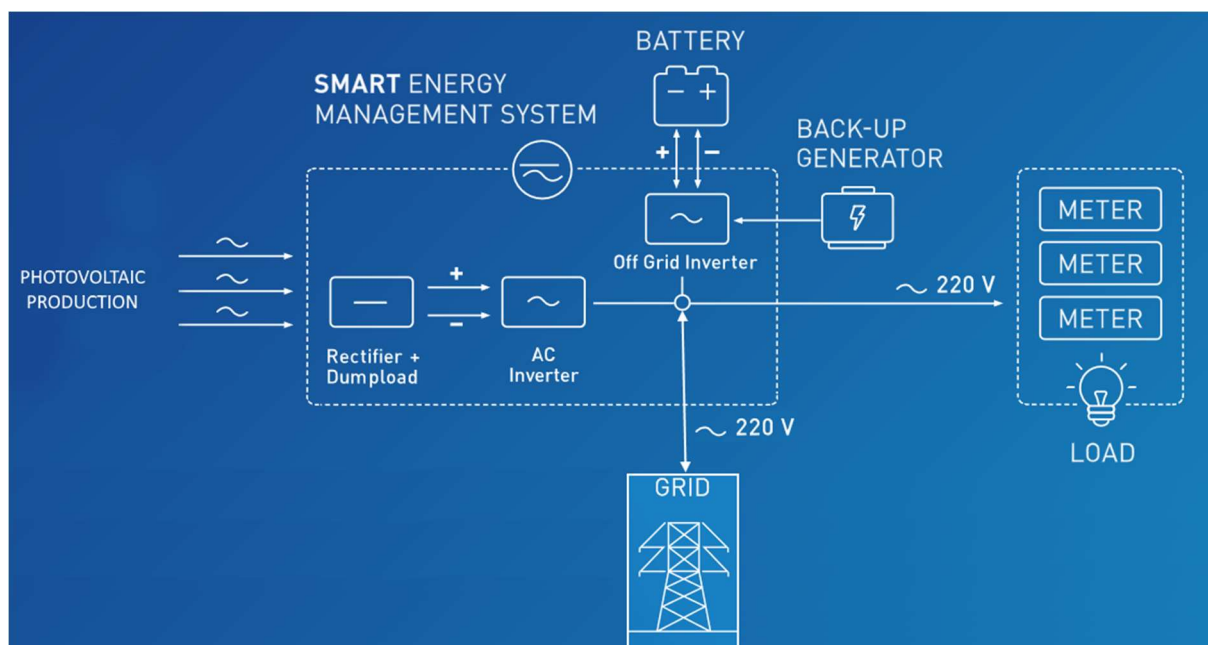 BATTERY
SMART ENERGY
MANAGEMENT SYSTEM
BACK-UP
GENERATOR
− +
+ −
METER
METER
METER
Off Grid Inverter
PHOTOVOLTAIC
PRODUCTION
∼
∼
∼
+
−
∼ 220 V
Rectifier +
Dumpload
AC
Inverter
∼ 220 V
LOAD
GRID